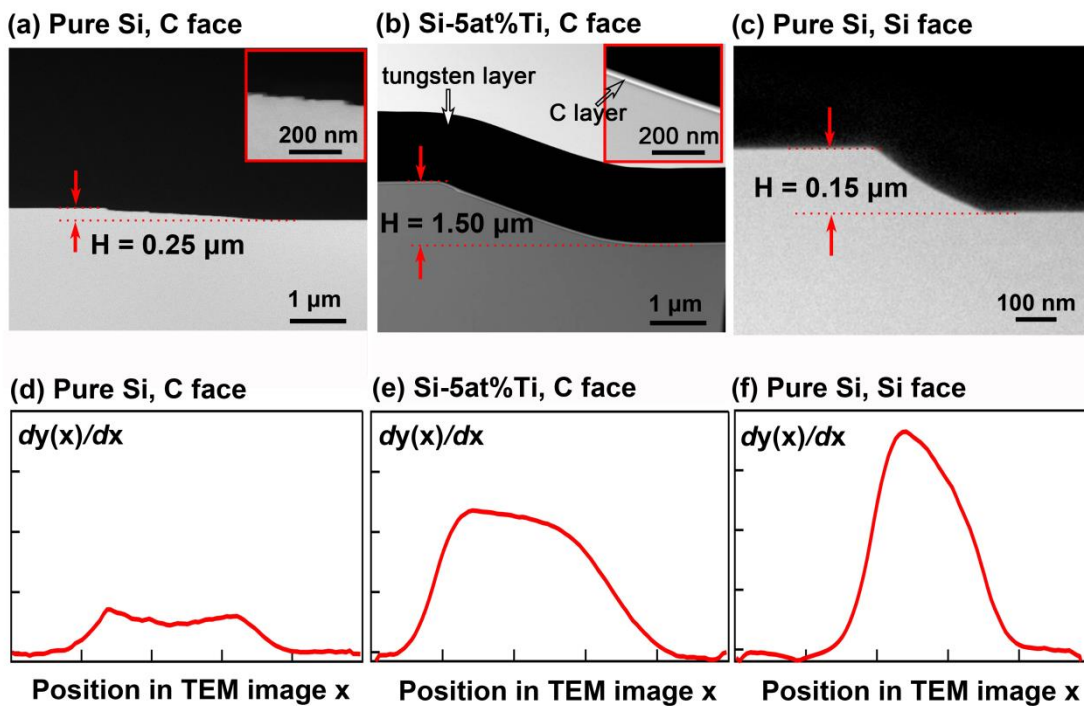 (a) Pure Si, C face
200 nm
H = 0.25 μm
1 μm
(b) Si-5at%Ti, C face
tungsten layer
C layer
200 nm
H = 1.50 μm
1 μm
(c) Pure Si, Si face
H = 0.15 μm
100 nm
(d) Pure Si, C face
dy(x)/dx
Position in TEM image x
(e) Si-5at%Ti, C face
dy(x)/dx
Position in TEM image x
(f) Pure Si, Si face
dy(x)/dx
Position in TEM image x